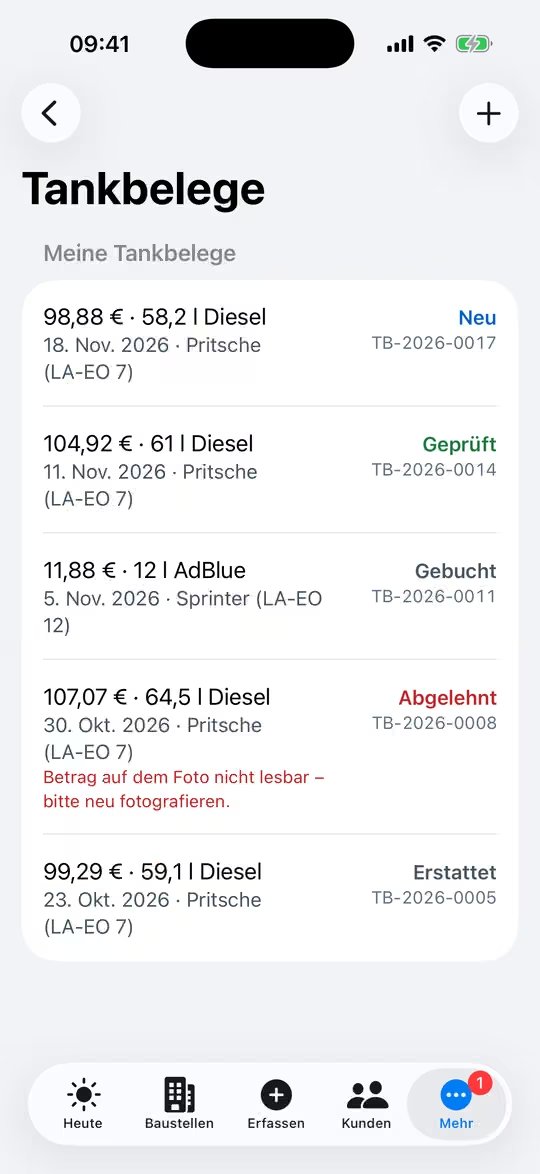 09:41
Tankbelege
Meine Tankbelege
98,88 € · 58,2 l Diesel
Neu
18. Nov. 2026 · Pritsche
(LA-EO 7)
TB-2026-0017
104,92 € · 61 l Diesel
Geprüft
11. Nov. 2026 · Pritsche
(LA-EO 7)
TB-2026-0014
11,88 € · 12 l AdBlue
Gebucht
5. Nov. 2026 · Sprinter (LA-EO
12)
TB-2026-0011
107,07 € · 64,5 l Diesel
Abgelehnt
30. Okt. 2026 · Pritsche
(LA-EO 7)
TB-2026-0008
Betrag auf dem Foto nicht lesbar –
bitte neu fotografieren.
99,29 € · 59,1 l Diesel
Erstattet
23. Okt. 2026 · Pritsche
(LA-EO 7)
TB-2026-0005
Heute
Baustellen
Erfassen
Kunden
1
Mehr